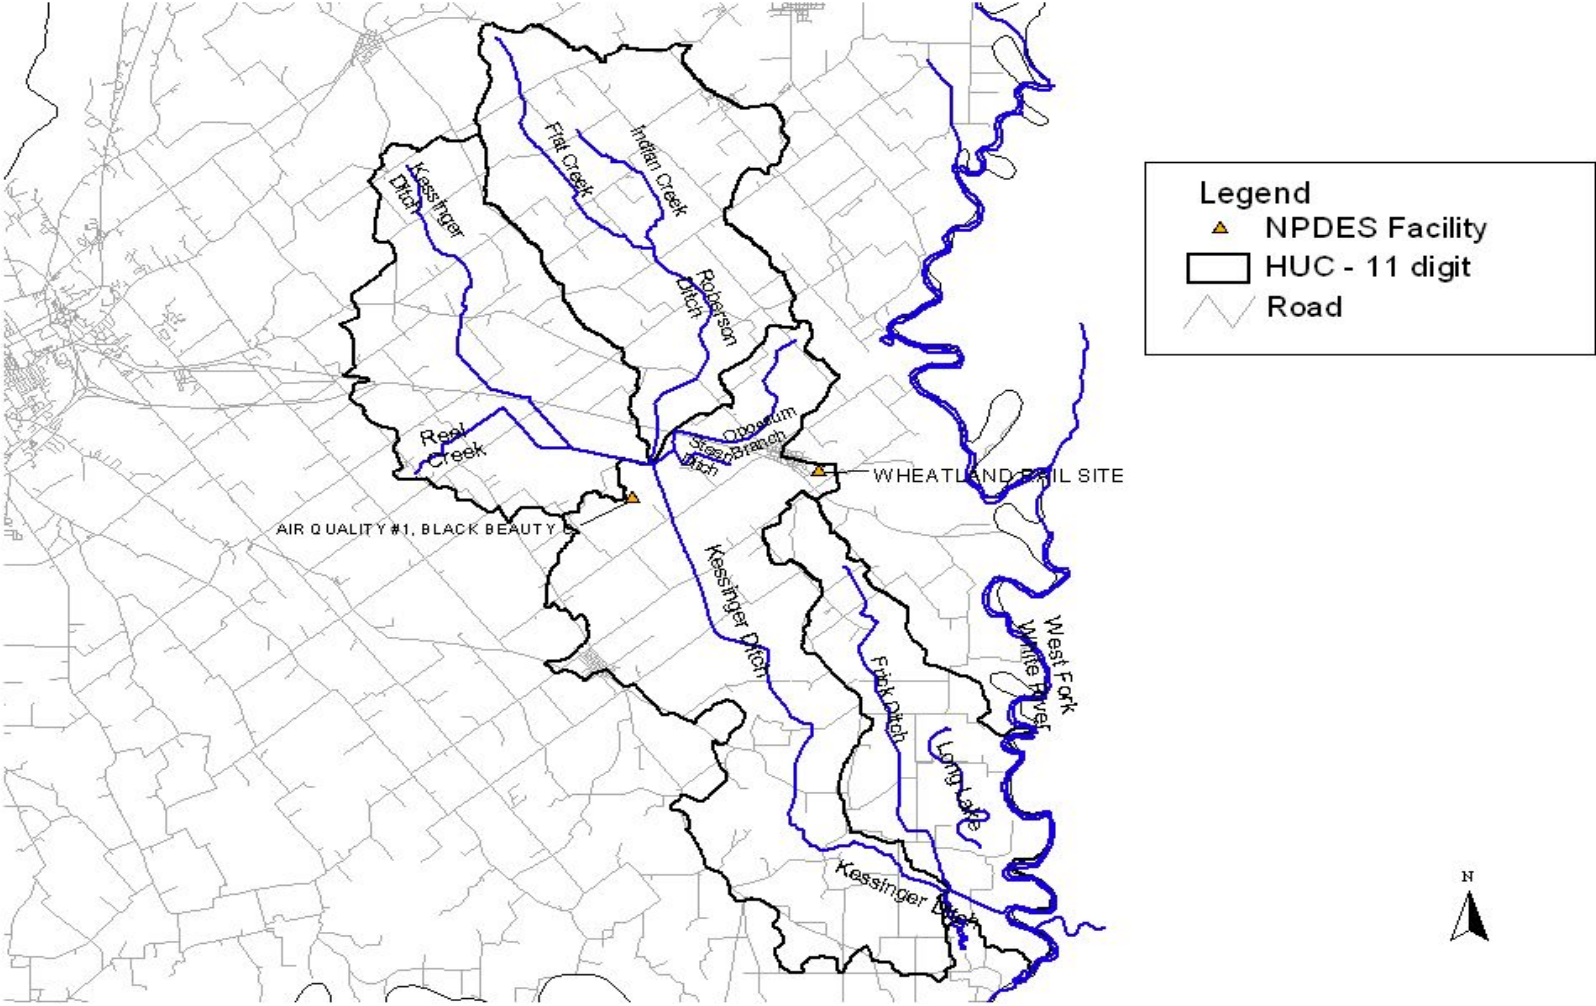 Legend
NPDES Facility
HUC - 11 digit
Road
Flat Creek
Indian Creek
Kessinger
Ditch
Roberson
Ditch
Reel
Creek
Opossum
Branch
Steen
Ditch
WHEATLAND RAIL SITE
AIR QUALITY #1, BLACK BEAUTY
Kessinger Ditch
West Fork
White River
Frick Ditch
Long Lake
Kessinger Ditch
N